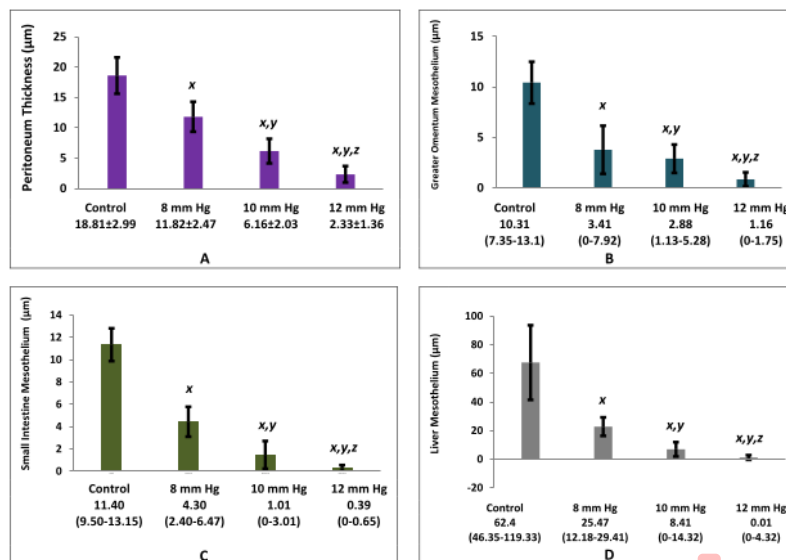 25
20
15
10
5
0
Peritoneum Thickness (µm)
x
x,y
x,y,z
Control 8 mm Hg 10 mm Hg 12 mm Hg
18.81±2.99 11.82±2.47 6.16±2.03 2.33±1.36
A
15
10
5
0
Greater Omentum Mesothelium (µm)
x
x,y
x,y,z
Control 8 mm Hg 10 mm Hg 12 mm Hg
10.31 3.41 2.88 1.16
(7.35-13.1) (0-7.92) (1.13-5.28) (0-1.75)
B
14
12
10
8
6
4
2
0
Small Intestine Mesothelium (µm)
x
x,y
x,y,z
Control 8 mm Hg 10 mm Hg 12 mm Hg
11.40 4.30 1.01 0.39
(9.50-13.15) (2.40-6.47) (0-3.01) (0-0.65)
C
100
80
60
40
20
0
-20
Liver Mesothelium (µm)
x
x,y
x,y,z
Control 8 mm Hg 10 mm Hg 12 mm Hg
62.4 25.47 8.41 0.01
(46.35-119.33) (12.18-29.41) (0-14.32) (0-4.32)
D